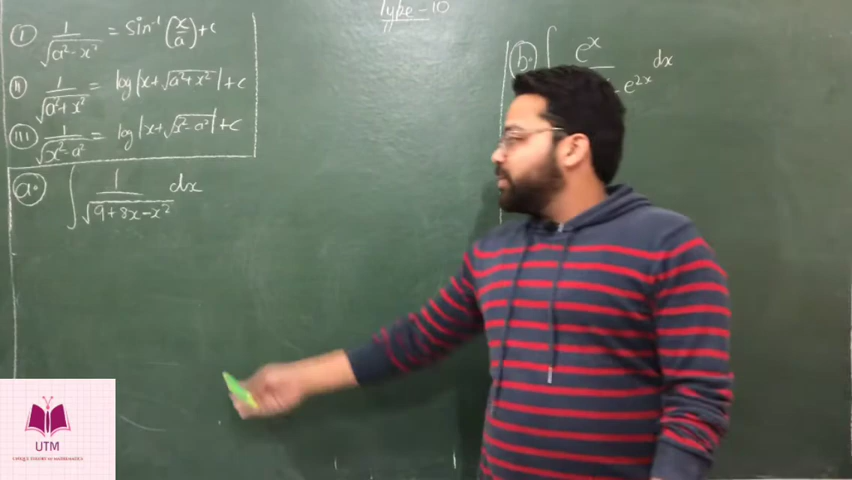 Type - 10
(I) 1/√(a²-x²) = sin⁻¹(x/a) + c
(II) 1/√(a²+x²) = log|x+√(a²+x²)| + c
(III) 1/√(x²-a²) = log|x+√(x²-a²)| + c
(a.) ∫ 1/√(9+8x-x²) dx
(b.) ∫ eˣ/ - e²ˣ dx
UTM